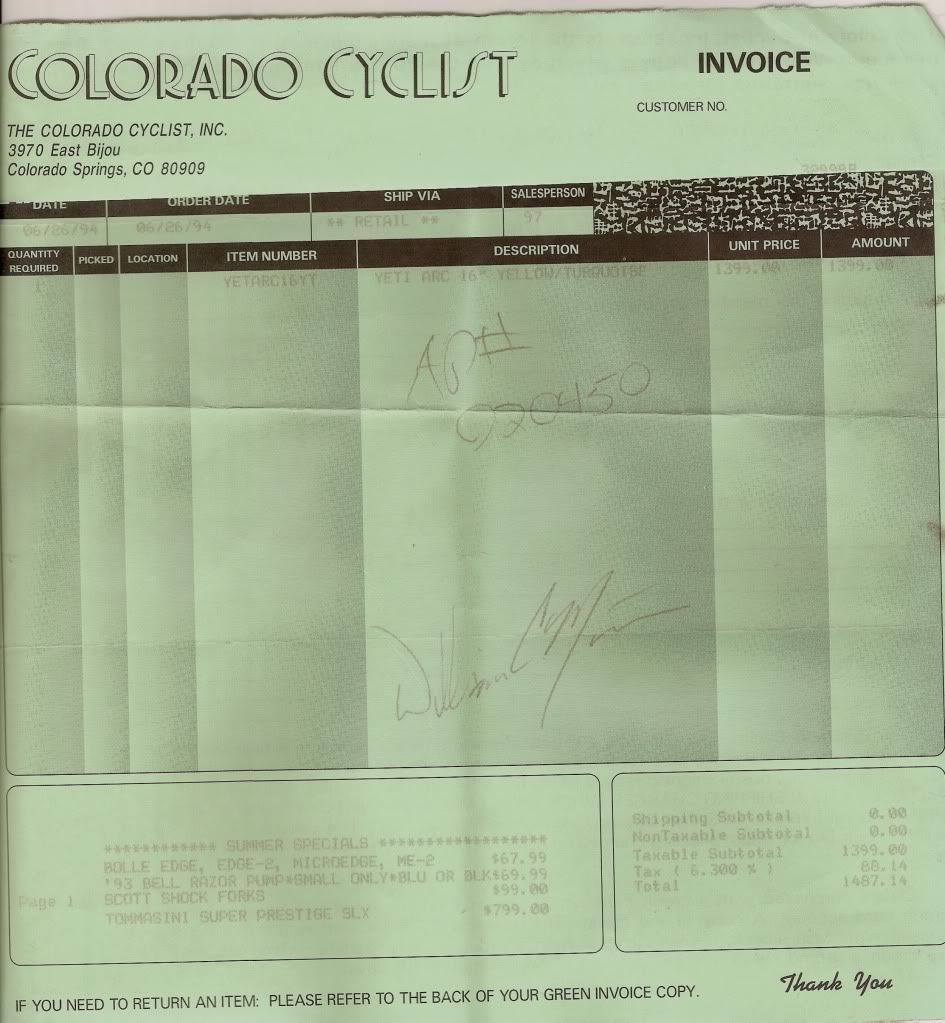 COLORADO CYCLIST
INVOICE
CUSTOMER NO.
THE COLORADO CYCLIST, INC.
3970 East Bijou
Colorado Springs, CO 80909
DATE ORDER DATE SHIP VIA SALESPERSON
06/26/94 06/26/94 ** RETAIL ** 97
QUANTITY REQUIRED PICKED LOCATION ITEM NUMBER DESCRIPTION UNIT PRICE AMOUNT
1 YETARC16YT YETI ARC 16" YELLOW/TURQUOISE 1399.00 1399.00
020450
William
************ SUMMER SPECIALS ******************
BOLLE EDGE, EDGE-2, MICROEDGE, ME-2 $67.99
'93 BELL RAZOR PUMP*SMALL ONLY*BLU OR BLK$69.99
Page 1 SCOTT SHOCK FORKS $99.00
TOMMASINI SUPER PRESTIGE SLX $799.00
Shipping Subtotal 0.00
NonTaxable Subtotal 0.00
Taxable Subtotal 1399.00
Tax ( 6.300 % ) 88.14
Total 1487.14
Thank You
IF YOU NEED TO RETURN AN ITEM: PLEASE REFER TO THE BACK OF YOUR GREEN INVOICE COPY.